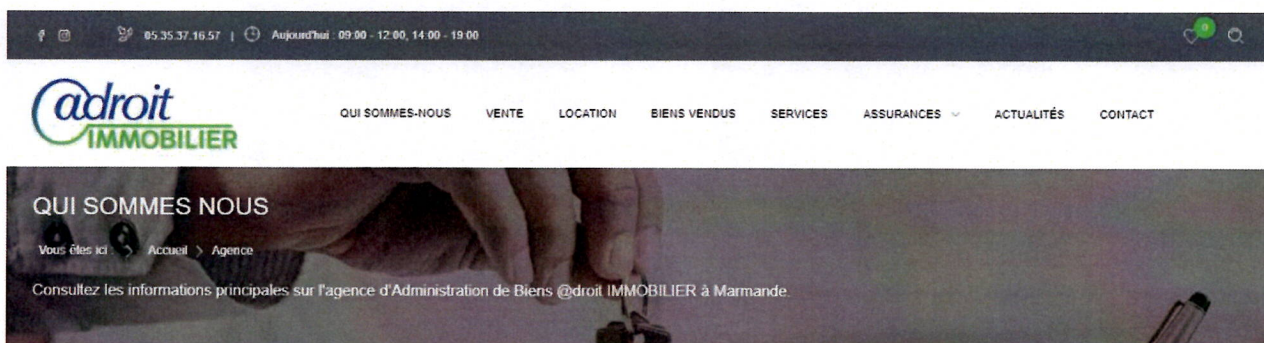 05.35.37.16.57 | Aujourd'hui : 09:00 - 12:00, 14:00 - 19:00
0
@droit
IMMOBILIER
QUI SOMMES-NOUS VENTE LOCATION BIENS VENDUS SERVICES ASSURANCES ACTUALITÉS CONTACT
QUI SOMMES NOUS
Vous êtes ici : > Accueil > Agence
Consultez les informations principales sur l'agence d'Administration de Biens @droit IMMOBILIER à Marmande.